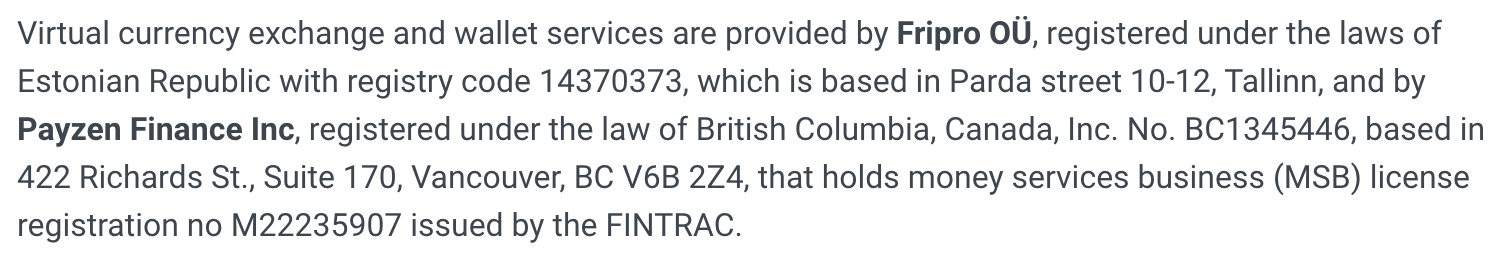 Virtual currency exchange and wallet services are provided by Fripro OÜ, registered under the laws of
Estonian Republic with registry code 14370373, which is based in Parda street 10-12, Tallinn, and by
Payzen Finance Inc, registered under the law of British Columbia, Canada, Inc. No. BC1345446, based in
422 Richards St., Suite 170, Vancouver, BC V6B 2Z4, that holds money services business (MSB) license
registration no M22235907 issued by the FINTRAC.